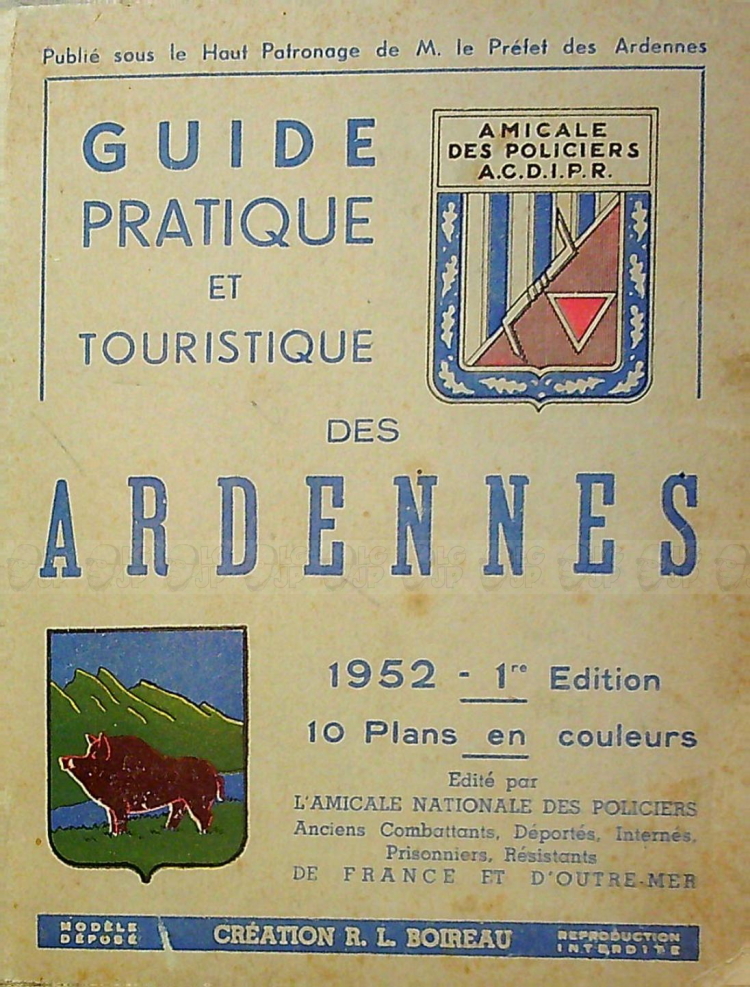 Publié sous le Haut Patronage de M. le Préfet des Ardennes
GUIDE
PRATIQUE
ET
TOURISTIQUE
AMICALE
DES POLICIERS
A.C.D.I.P.R.
DES
ARDENNES
1952 - 1re Edition
10 Plans en couleurs
Edité par
L'AMICALE NATIONALE DES POLICIERS
Anciens Combattants, Déportés, Internés,
Prisonniers, Résistants
DE FRANCE ET D'OUTRE-MER
MODÈLE
DÉPOSÉ
CRÉATION R. L. BOIREAU
REPRODUCTION
INTERDITE